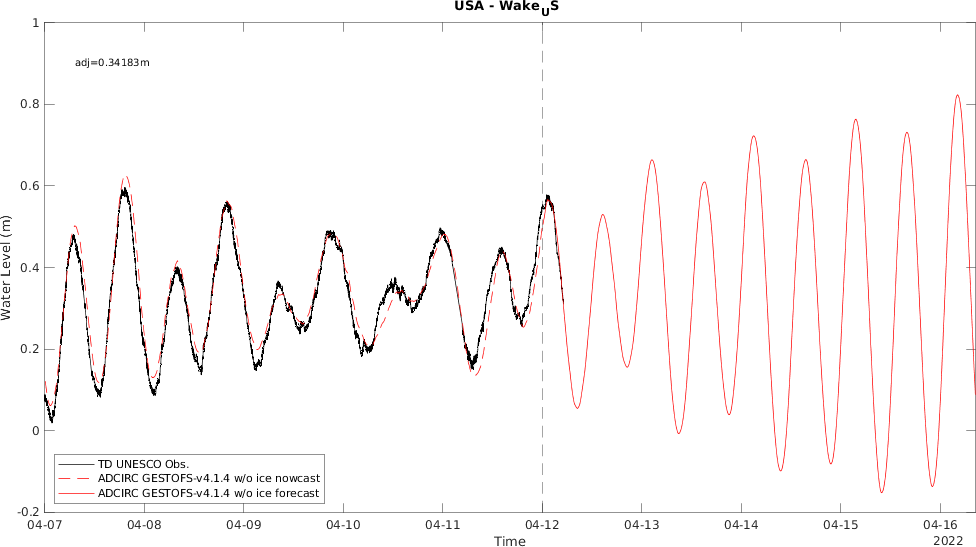 USA - Wake_US
1
adj=0.34183m
0.8
0.6
0.4
0.2
0
-0.2
Water Level (m)
TD UNESCO Obs.
ADCIRC GESTOFS-v4.1.4 w/o ice nowcast
ADCIRC GESTOFS-v4.1.4 w/o ice forecast
04-07 04-08 04-09 04-10 04-11 04-12 04-13 04-14 04-15 04-16
Time
2022